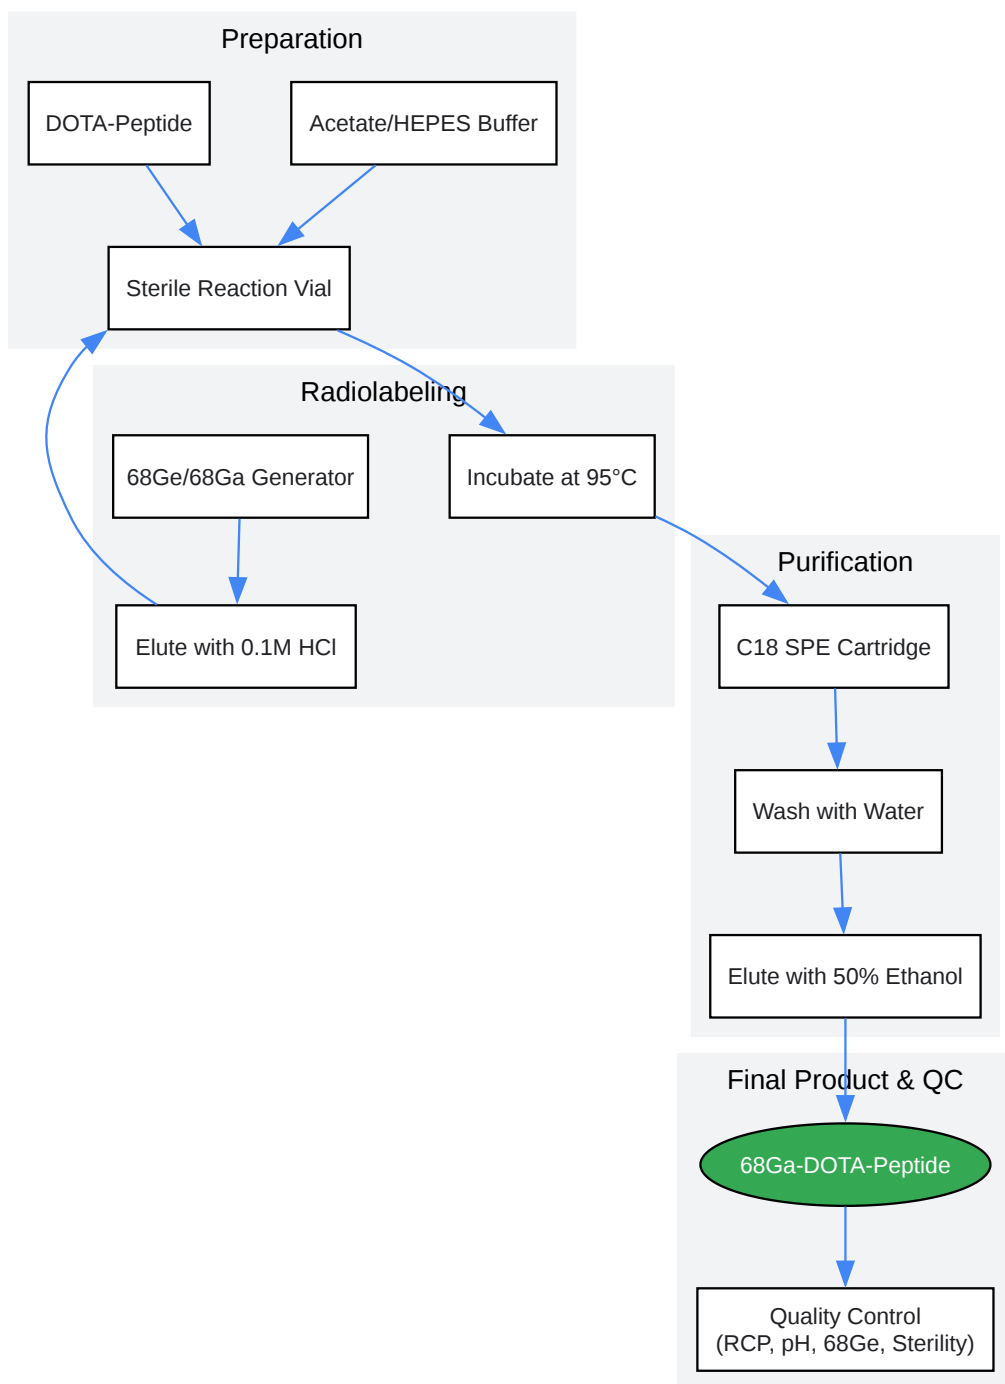 Preparation
DOTA-Peptide
Acetate/HEPES Buffer
Sterile Reaction Vial
Radiolabeling
68Ge/68Ga Generator
Incubate at 95°C
Elute with 0.1M HCl
Purification
C18 SPE Cartridge
Wash with Water
Elute with 50% Ethanol
Final Product & QC
68Ga-DOTA-Peptide
Quality Control
(RCP, pH, 68Ge, Sterility)